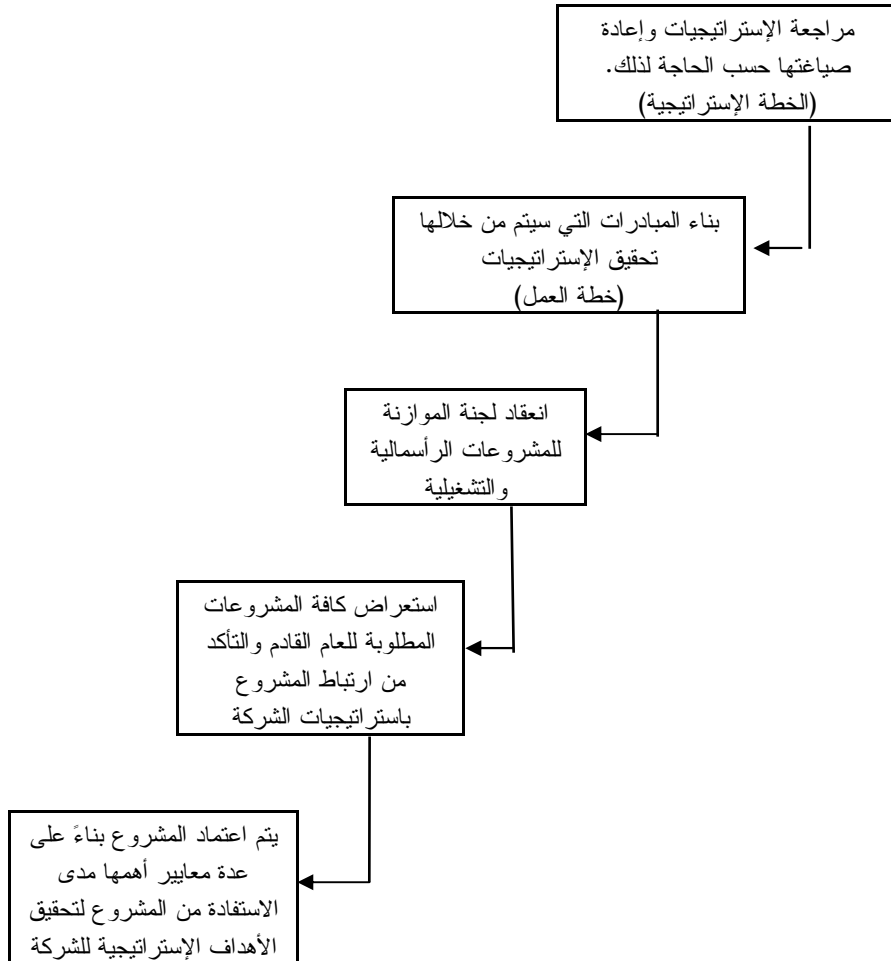 مراجعة الإستراتيجيات وإعادة
صياغتها حسب الحاجة لذلك.
(الخطة الإستراتيجية)
بناء المبادرات التي سيتم من خلالها
تحقيق الإستراتيجيات
(خطة العمل)
انعقاد لجنة الموازنة
للمشروعات الرأسمالية
والتشغيلية
استعراض كافة المشروعات
المطلوبة للعام القادم والتأكد
من ارتباط المشروع
باستراتيجيات الشركة
يتم اعتماد المشروع بناءً على
عدة معايير أهمها مدى
الاستفادة من المشروع لتحقيق
الأهداف الإستراتيجية للشركة